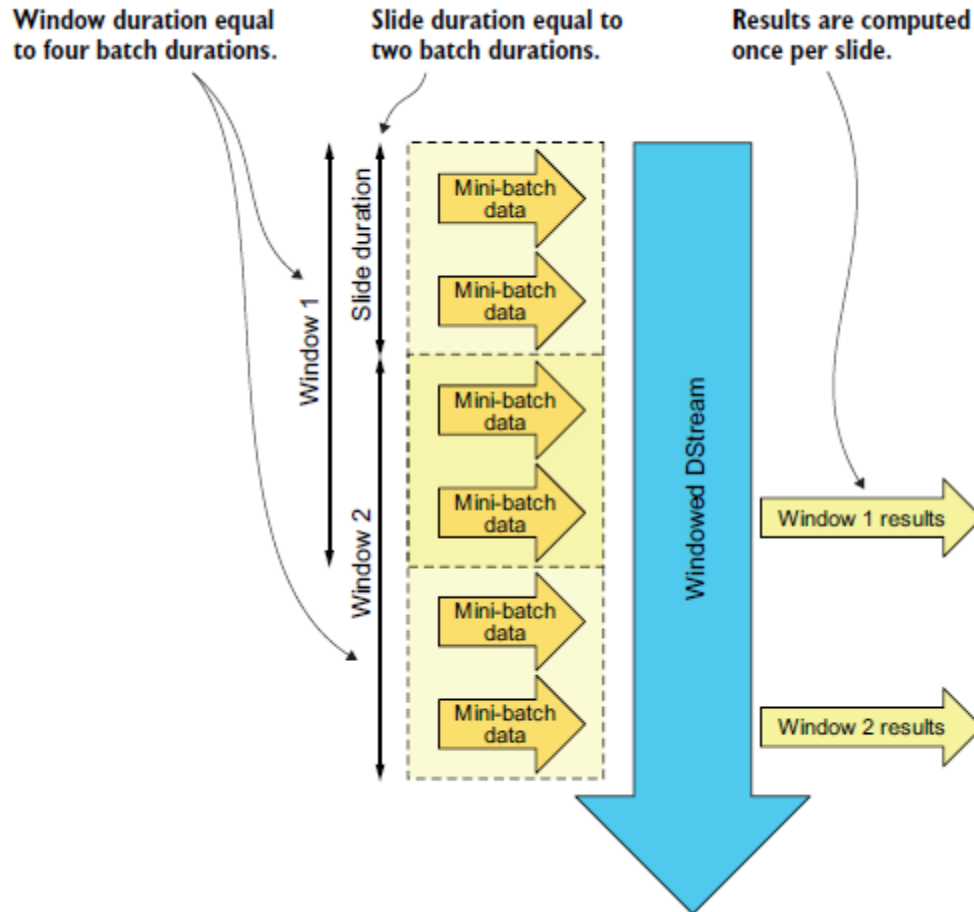 Window duration equal
to four batch durations.
Slide duration equal to
two batch durations.
Results are computed
once per slide.
Window 1
Slide duration
Window 2
Mini-batch
data
Mini-batch
data
Mini-batch
data
Mini-batch
data
Mini-batch
data
Mini-batch
data
Windowed DStream
Window 1 results
Window 2 results